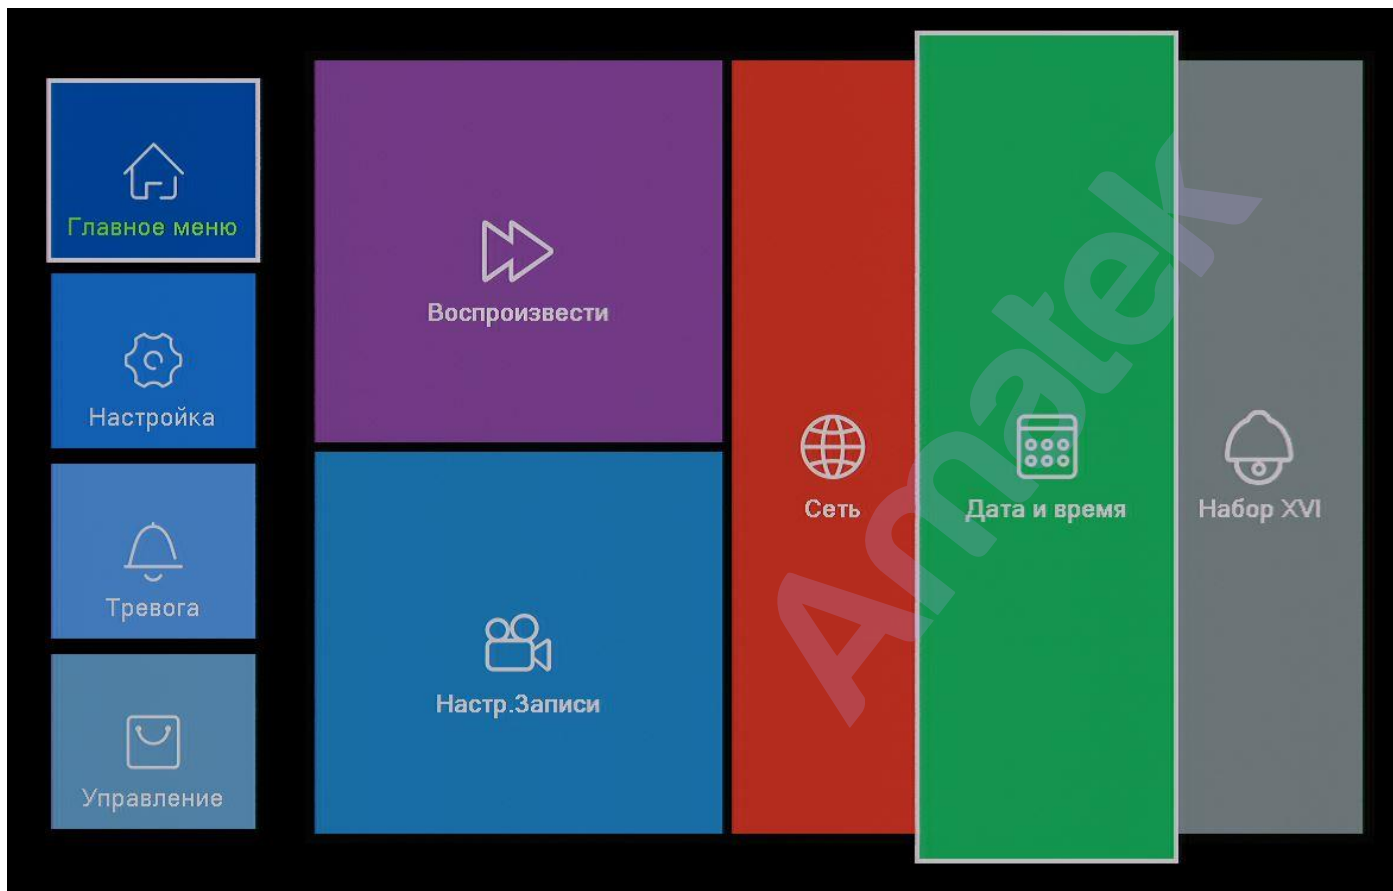 Главное меню
Настройка
Тревога
Управление
Воспроизвести
Настр.Записи
Сеть
Дата и время
Набор XVI
Amatek